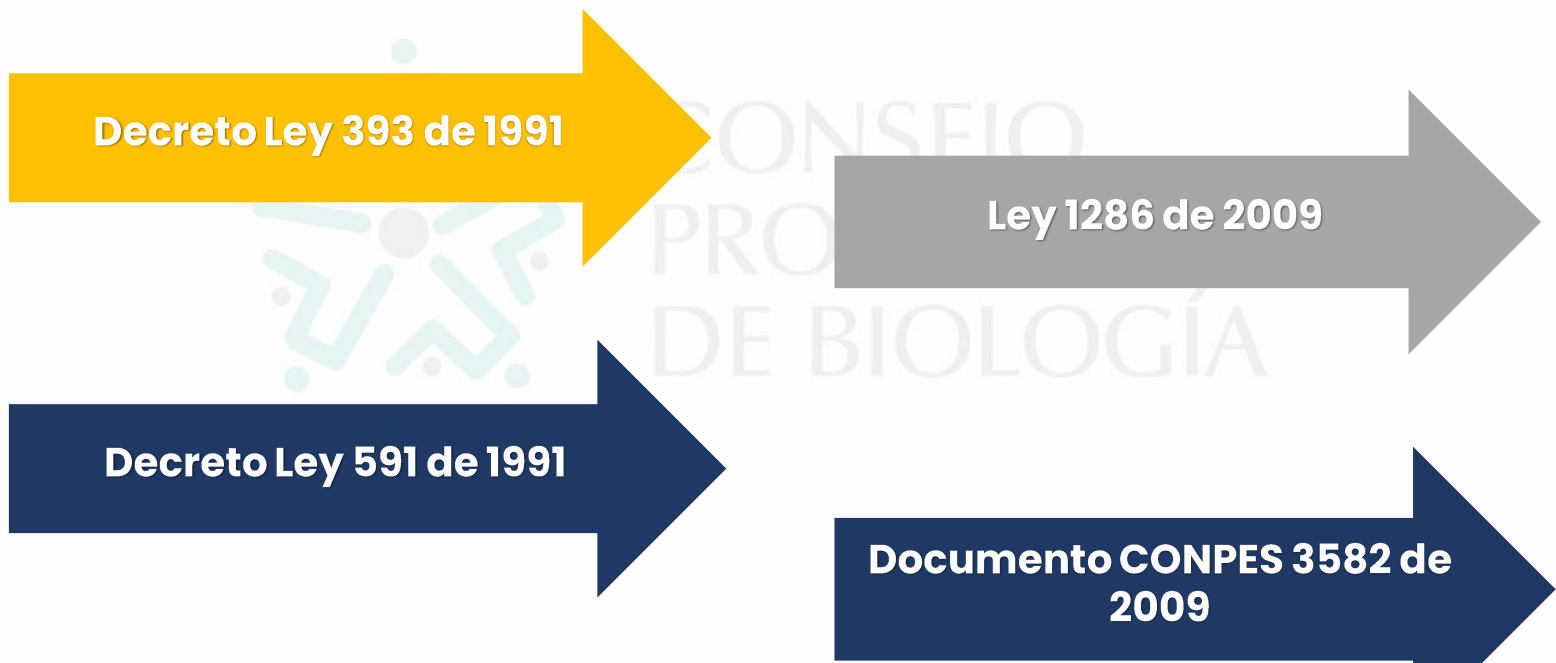 Decreto Ley 393 de 1991
CONSEJO
Ley 1286 de 2009
PRO
DE BIOLOGÍA
Decreto Ley 591 de 1991
Documento CONPES 3582 de
2009